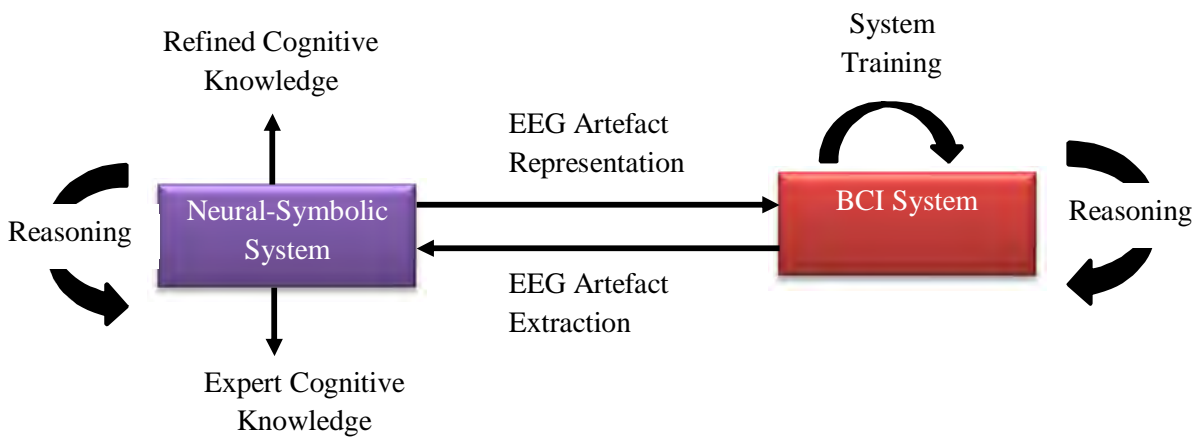 Refined Cognitive
Knowledge
System
Training
EEG Artefact
Representation
Neural-Symbolic
System
BCI System
Reasoning
Reasoning
EEG Artefact
Extraction
Expert Cognitive
Knowledge